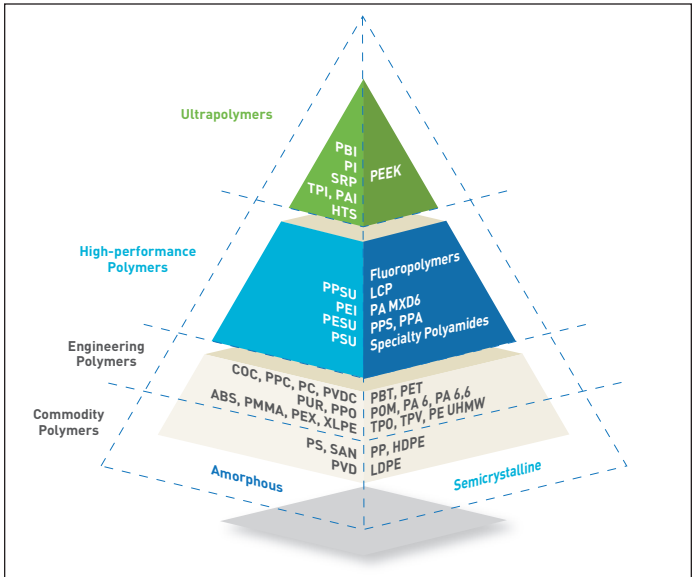 Ultrapolymers
PBI
PI
SRP
TPI, PAI
HTS
PEEK
High-performance
Polymers
PPSU
PEI
PESU
PSU
Fluoropolymers
LCP
PA MXD6
PPS, PPA
Specialty Polyamides
Engineering
Polymers
COC, PPC, PC, PVDC
PUR, PPO
ABS, PMMA, PEX, XLPE
PBT, PET
POM, PA 6, PA 6,6
TPO, TPV, PE UHMW
Commodity
Polymers
PS, SAN
PVD
PP, HDPE
LDPE
Amorphous
Semicrystalline